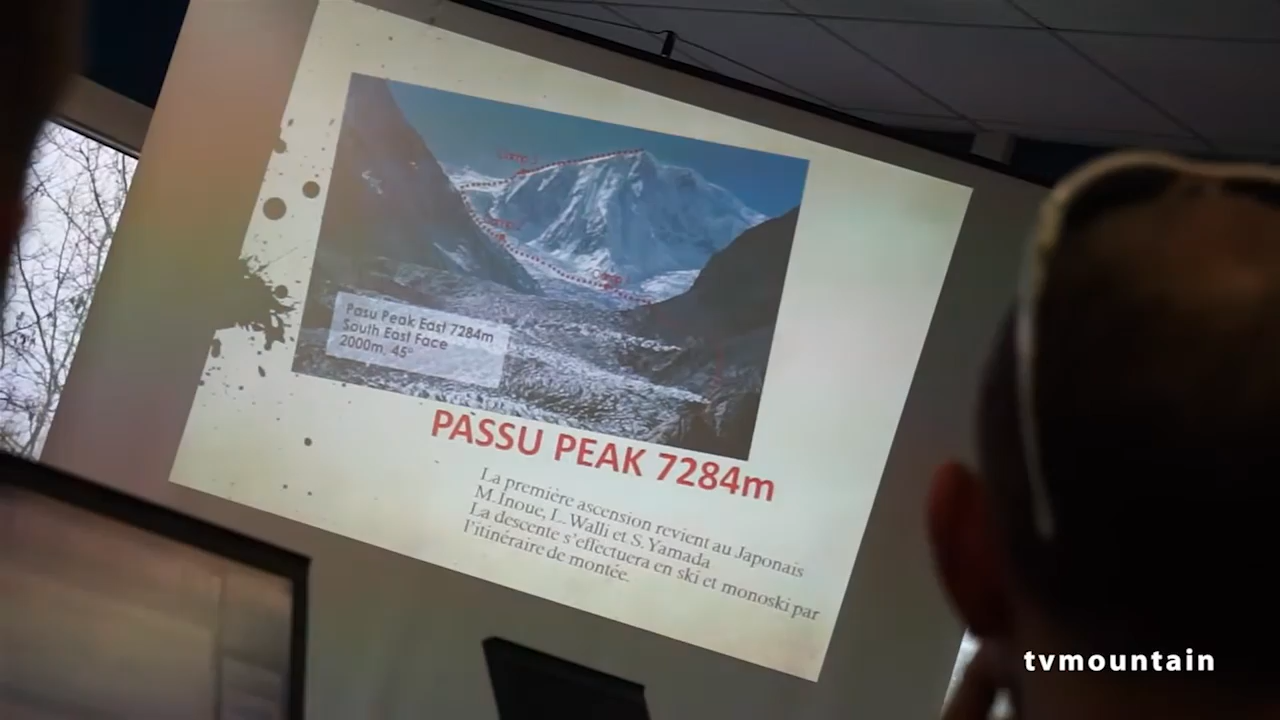 Pasu Peak East 7284m
South East Face
2000m, 45°
PASSU PEAK 7284m
La première ascension revient au Japonais
M.Inoue, L. Walli et S. Yamada
La descente s'effectuera en ski et monoski par
l'itinéraire de montée.
tvmountain